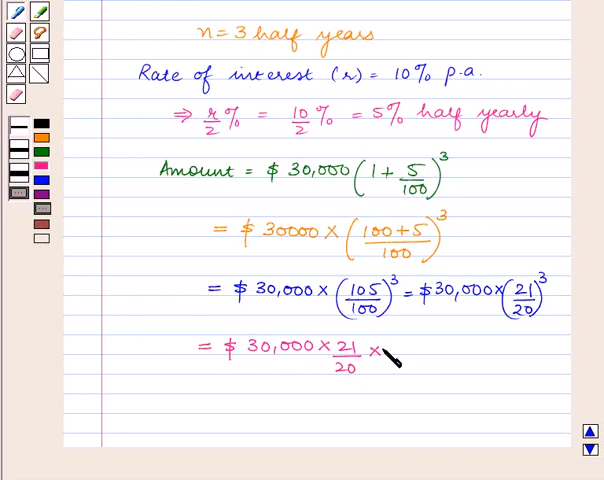 n = 3 half years
Rate of interest (r) = 10% p.a.
⇒ r/2 % = 10/2 % = 5% half yearly
Amount = $ 30,000 (1 + 5/100)^3
= $ 30000 × (100+5/100)^3
= $ 30,000 × (105/100)^3 = $30,000 × (21/20)^3
= $ 30,000 × 21/20 ×